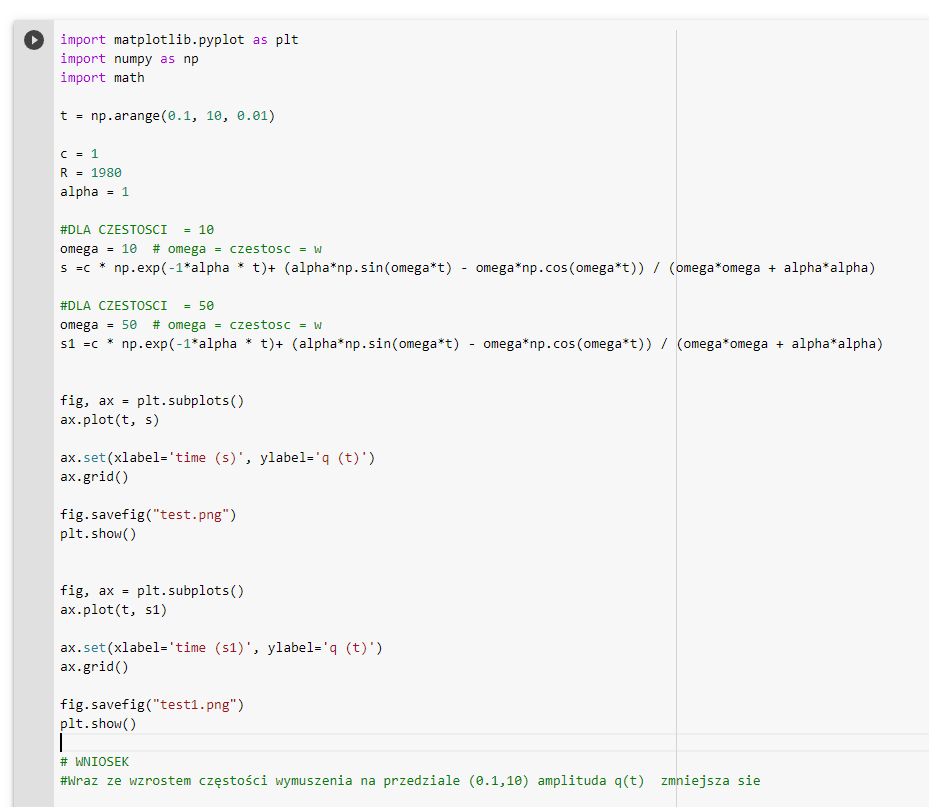 import matplotlib.pyplot as plt
import numpy as np
import math
t = np.arange(0.1, 10, 0.01)
c = 1
R = 1980
alpha = 1
#DLA CZESTOSCI  = 10
omega = 10  # omega = czestosc = w
s =c * np.exp(-1*alpha * t)+ (alpha*np.sin(omega*t) - omega*np.cos(omega*t)) / (omega*omega + alpha*alpha)
#DLA CZESTOSCI  = 50
omega = 50  # omega = czestosc = w
s1 =c * np.exp(-1*alpha * t)+ (alpha*np.sin(omega*t) - omega*np.cos(omega*t)) / (omega*omega + alpha*alpha)
fig, ax = plt.subplots()
ax.plot(t, s)
ax.set(xlabel='time (s)', ylabel='q (t)')
ax.grid()
fig.savefig("test.png")
plt.show()
fig, ax = plt.subplots()
ax.plot(t, s1)
ax.set(xlabel='time (s1)', ylabel='q (t)')
ax.grid()
fig.savefig("test1.png")
plt.show()
# WNIOSEK
#Wraz ze wzrostem częstości wymuszenia na przedziale (0.1,10) amplituda q(t)  zmniejsza sie